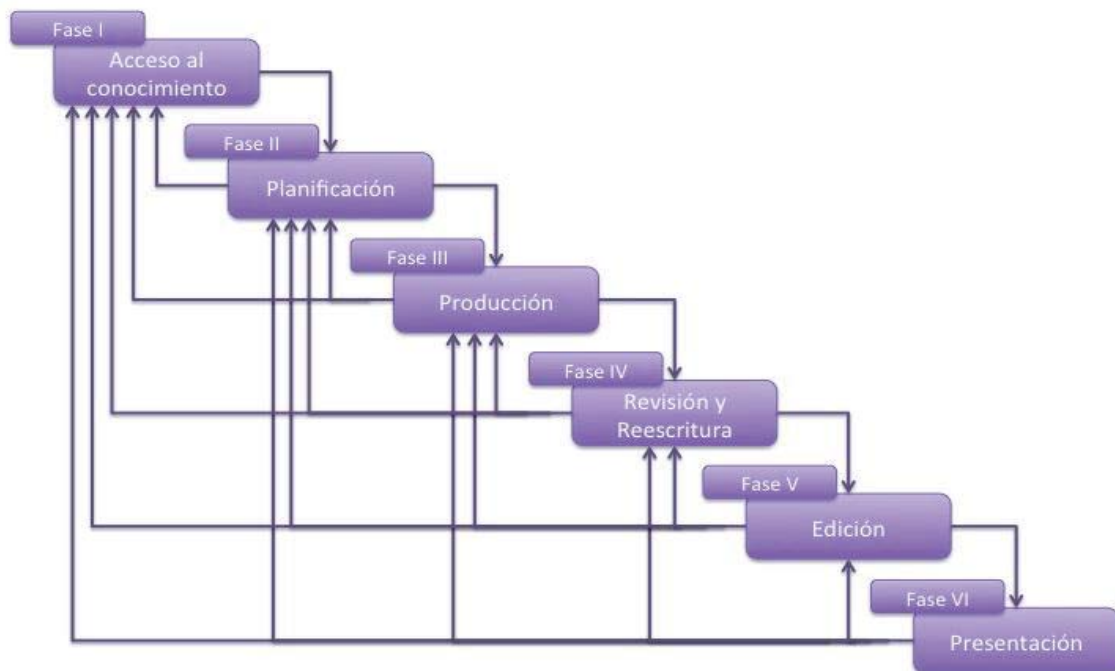 Fase I
Acceso al
conocimiento
Fase II
Planificación
Fase III
Producción
Fase IV
Revisión y
Reescritura
Fase V
Edición
Fase VI
Presentación